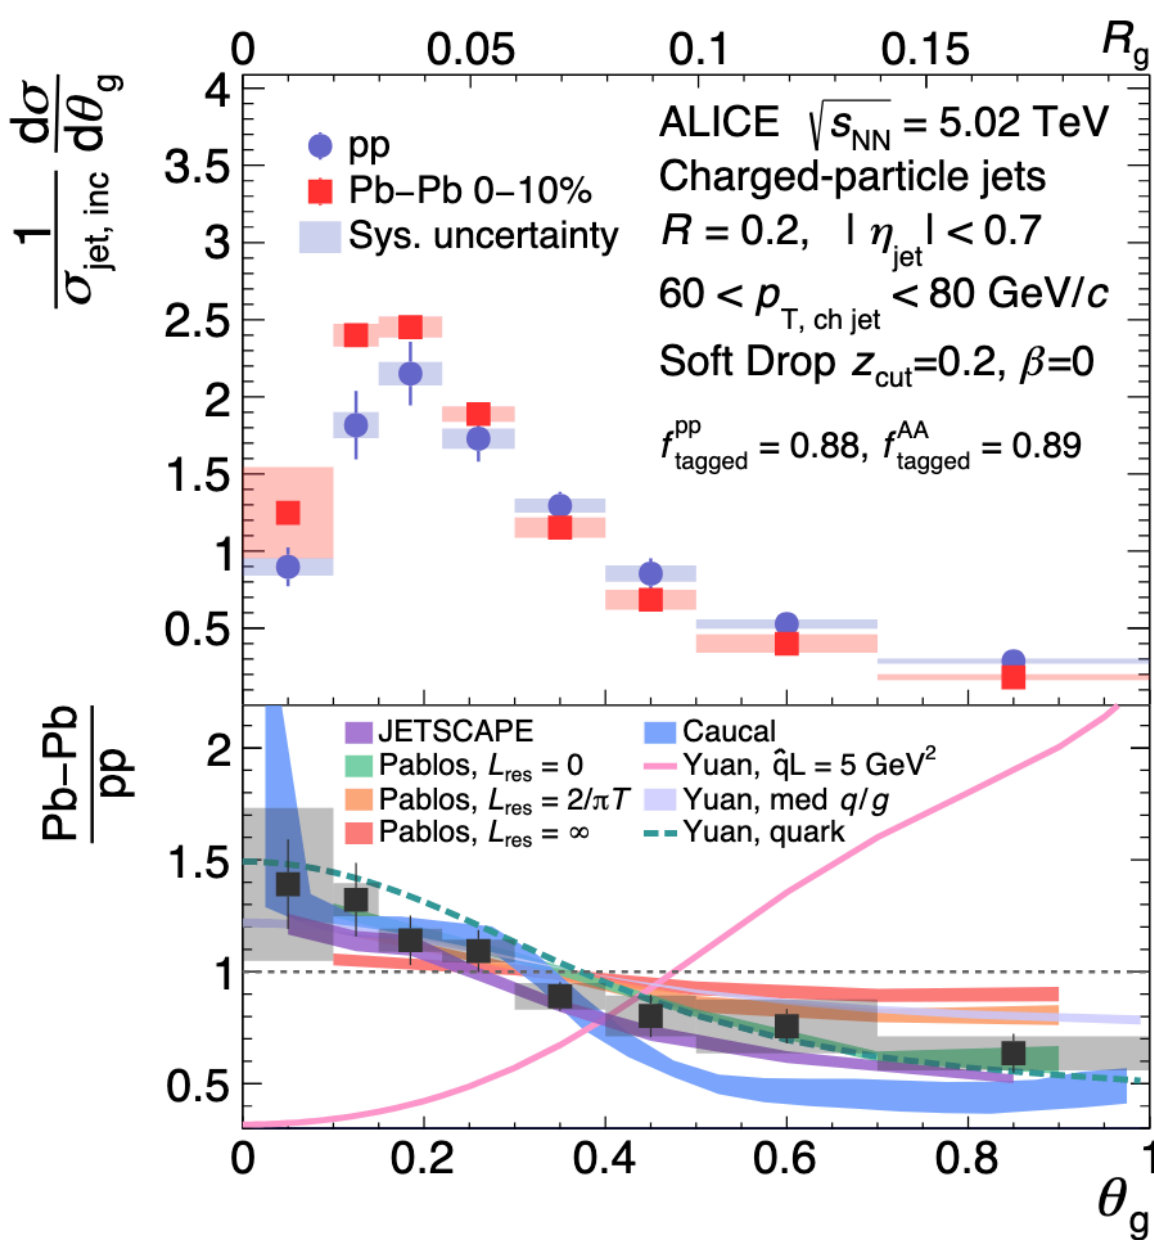 0 0.05 0.1 0.15 R_g
1/σ_jet, inc dσ/dθ_g
4
3.5
3
2.5
2
1.5
1
0.5
pp
Pb–Pb 0–10%
Sys. uncertainty
ALICE √s_NN = 5.02 TeV
Charged-particle jets
R = 0.2, | η_jet | < 0.7
60 < p_T, ch jet < 80 GeV/c
Soft Drop z_cut=0.2, β=0
f_tagged^pp = 0.88, f_tagged^AA = 0.89
Pb–Pb/pp
2
1.5
1
0.5
JETSCAPE
Pablos, L_res = 0
Pablos, L_res = 2/πT
Pablos, L_res = ∞
Caucal
Yuan, q̂L = 5 GeV²
Yuan, med q/g
Yuan, quark
0 0.2 0.4 0.6 0.8 1
θ_g